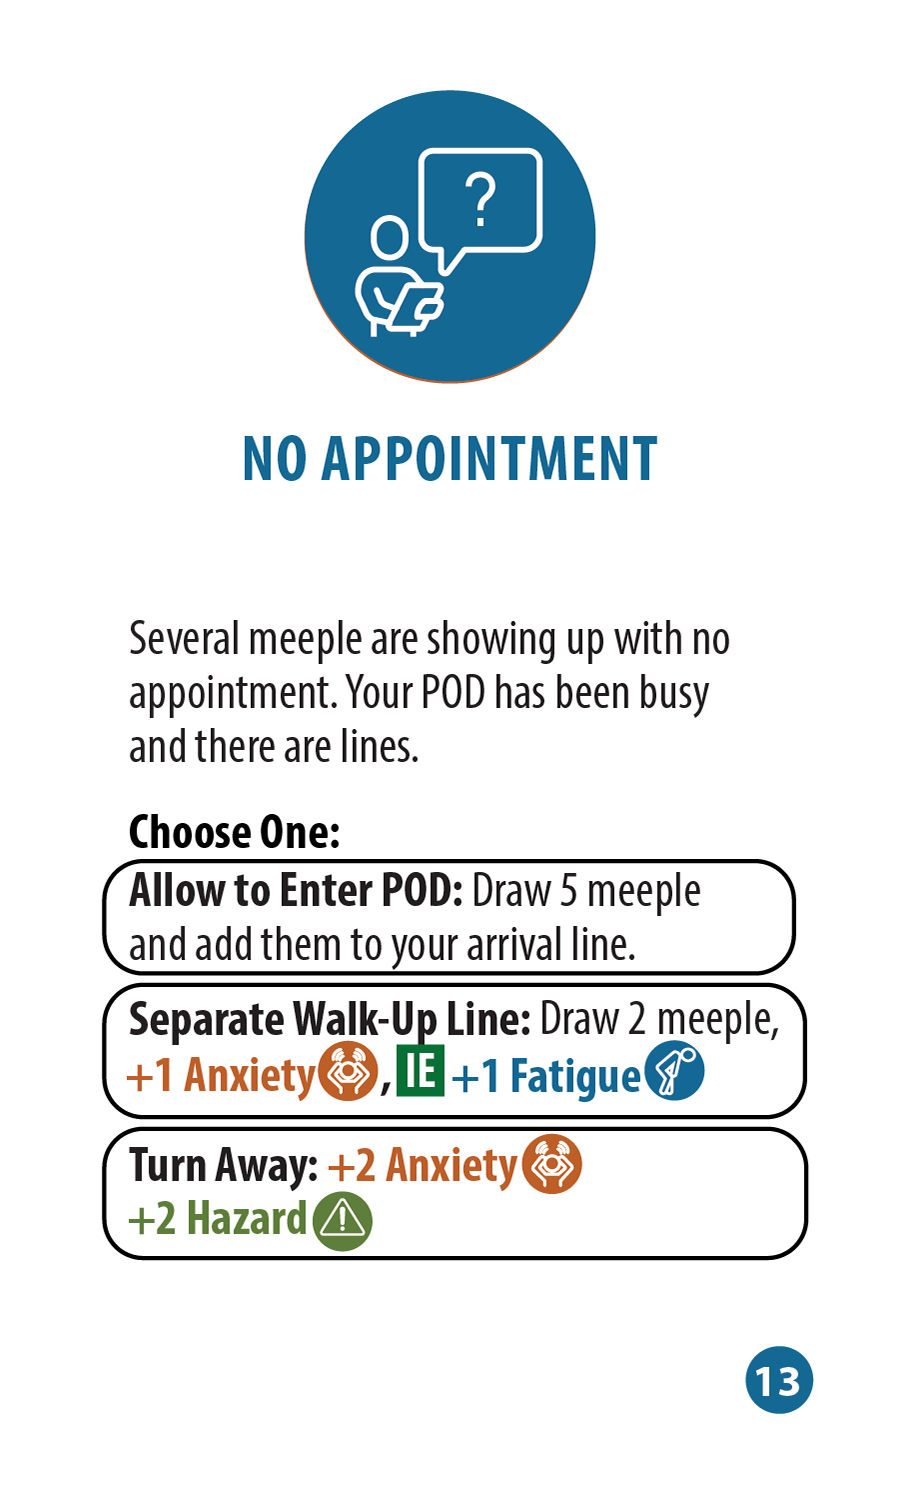 ?
NO APPOINTMENT
Several meeple are showing up with no
appointment. Your POD has been busy
and there are lines.
Choose One:
Allow to Enter POD: Draw 5 meeple
and add them to your arrival line.
Separate Walk-Up Line: Draw 2 meeple,
+1 Anxiety , IE +1 Fatigue
Turn Away: +2 Anxiety
+2 Hazard
13